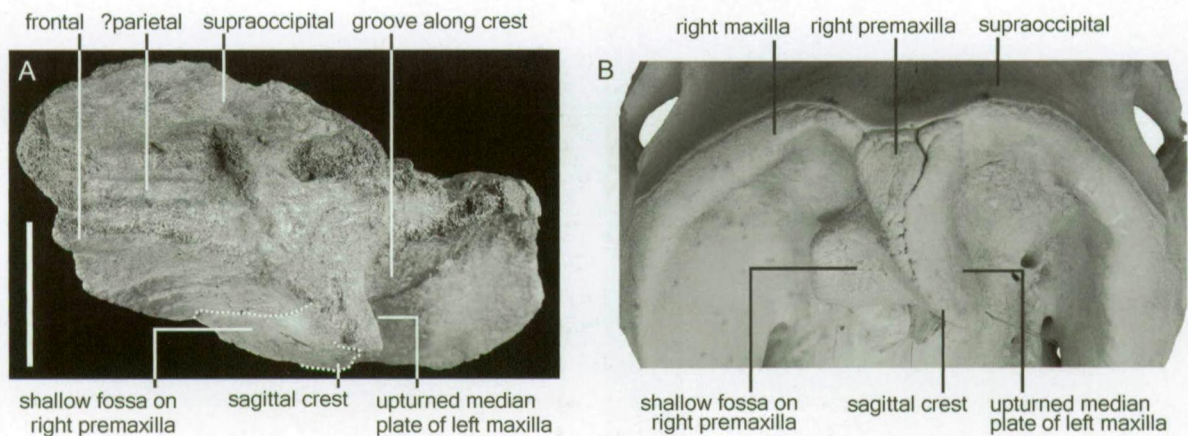 frontal ?parietal supraoccipital groove along crest
A
shallow fossa on
right premaxilla
sagittal crest
upturned median
plate of left maxilla
right maxilla right premaxilla supraoccipital
B
shallow fossa on
right premaxilla
sagittal crest
upturned median
plate of left maxilla